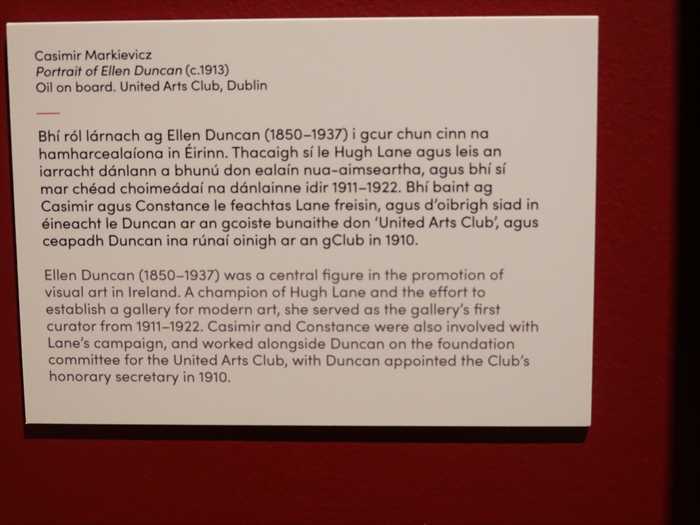 Casimir Markievicz
Portrait of Ellen Duncan (c.1913)
Oil on board. United Arts Club, Dublin
Bhí ról lárnach ag Ellen Duncan (1850–1937) i gcur chun cinn na
hamharcealaíona in Éirinn. Thacaigh sí le Hugh Lane agus leis an
iarracht dánlann a bhunú don ealaín nua-aimseartha, agus bhí sí
mar chéad choimeádaí na dánlainne idir 1911–1922. Bhí baint ag
Casimir agus Constance le feachtas Lane freisin, agus d’oibrigh siad in
éineacht le Duncan ar an gcoiste bunaithe don ‘United Arts Club’, agus
ceapadh Duncan ina rúnaí oinigh ar an gClub in 1910.
Ellen Duncan (1850–1937) was a central figure in the promotion of
visual art in Ireland. A champion of Hugh Lane and the effort to
establish a gallery for modern art, she served as the gallery’s first
curator from 1911–1922. Casimir and Constance were also involved with
Lane’s campaign, and worked alongside Duncan on the foundation
committee for the United Arts Club, with Duncan appointed the Club’s
honorary secretary in 1910.